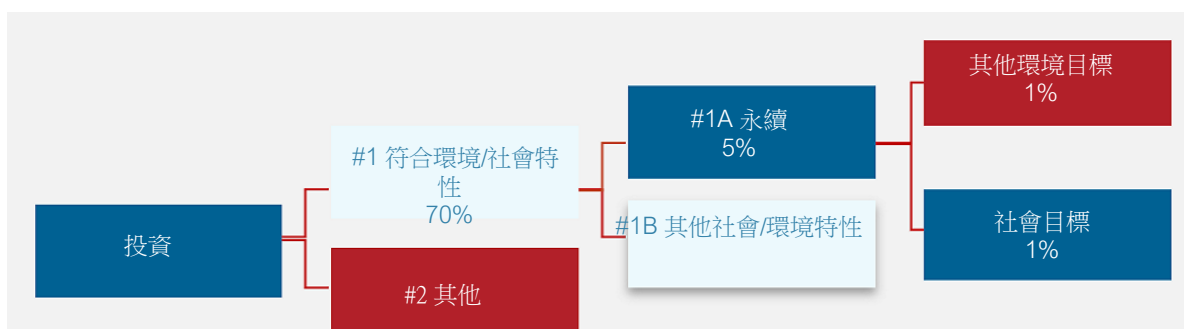 投資
#1 符合環境/社會特
性
70%
#2 其他
#1A 永續
5%
#1B 其他社會/環境特性
其他環境目標
1%
社會目標
1%